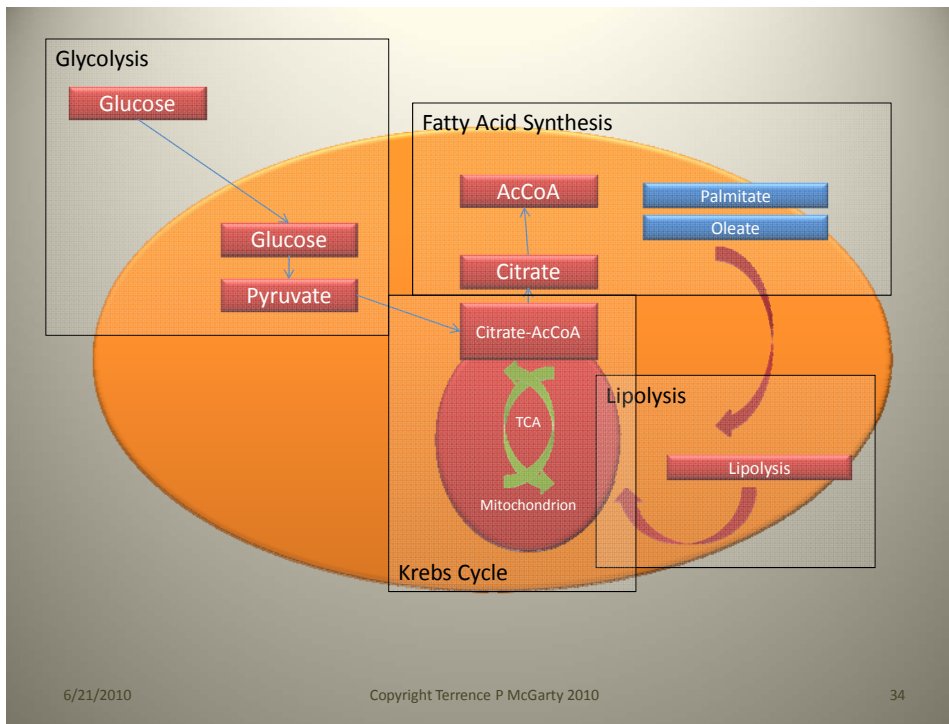 Glycolysis
Glucose
Fatty Acid Synthesis
AcCoA
Palmitate
Oleate
Glucose
Citrate
Pyruvate
Citrate-AcCoA
Lipolysis
TCA
Lipolysis
Mitochondrion
Krebs Cycle
6/21/2010
Copyright Terrence P McGarty 2010
34